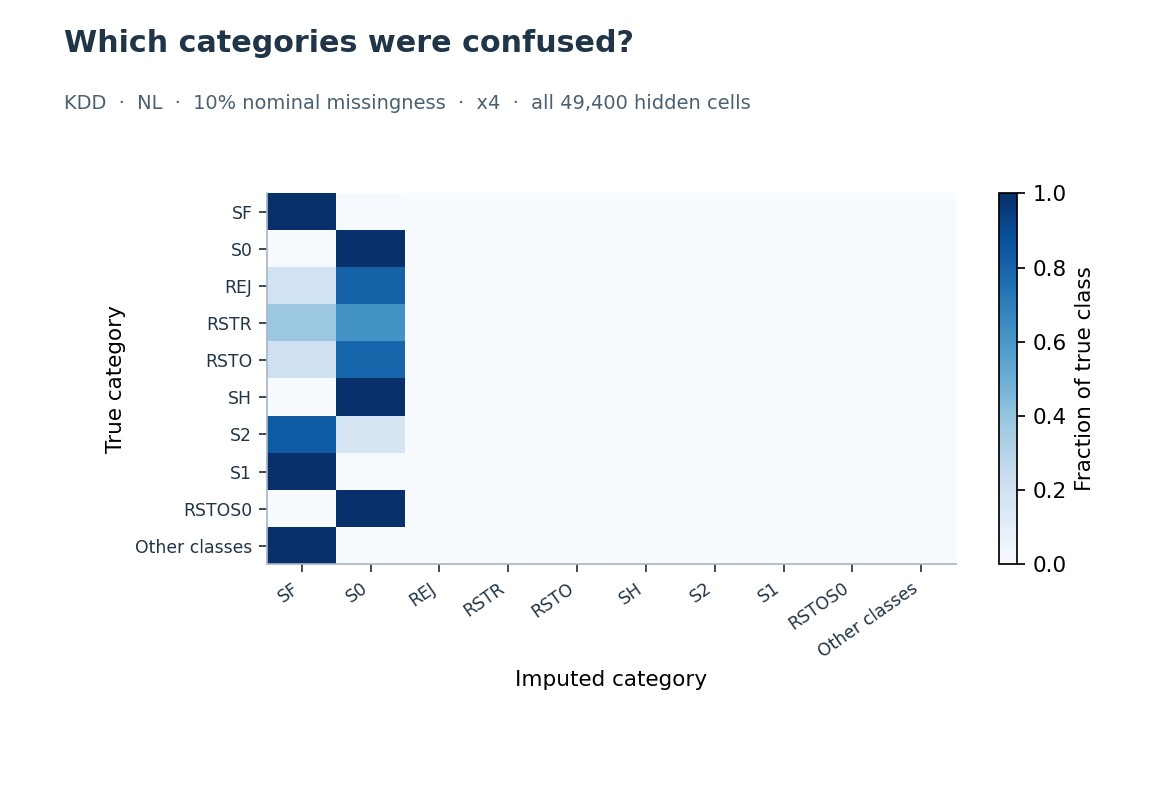 Which categories were confused?
KDD · NL · 10% nominal missingness · x4 · all 49,400 hidden cells
True category
SF
S0
REJ
RSTR
RSTO
SH
S2
S1
RSTOS0
Other classes
SF
S0
REJ
RSTR
RSTO
SH
S2
S1
RSTOS0
Other classes
Imputed category
1.0
0.8
0.6
0.4
0.2
0.0
Fraction of true class